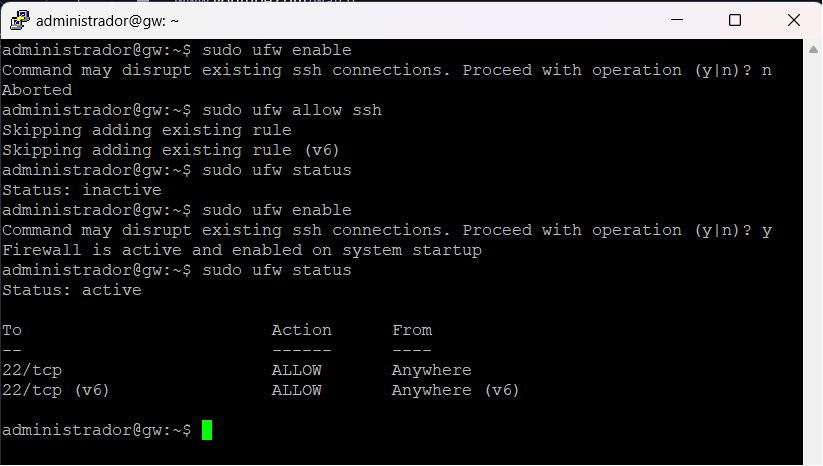 administrador@gw: ~
administrador@gw:~$ sudo ufw enable
Command may disrupt existing ssh connections. Proceed with operation (y|n)? n
Aborted
administrador@gw:~$ sudo ufw allow ssh
Skipping adding existing rule
Skipping adding existing rule (v6)
administrador@gw:~$ sudo ufw status
Status: inactive
administrador@gw:~$ sudo ufw enable
Command may disrupt existing ssh connections. Proceed with operation (y|n)? y
Firewall is active and enabled on system startup
administrador@gw:~$ sudo ufw status
Status: active
To                         Action      From
--                         ------      ----
22/tcp                     ALLOW       Anywhere
22/tcp (v6)                ALLOW       Anywhere (v6)
administrador@gw:~$